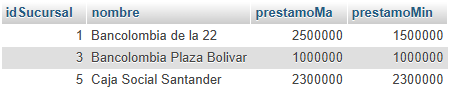 idSucursal nombre prestamoMa prestamoMin
1 Bancolombia de la 22 2500000 1500000
3 Bancolombia Plaza Bolivar 1000000 1000000
5 Caja Social Santander 2300000 2300000